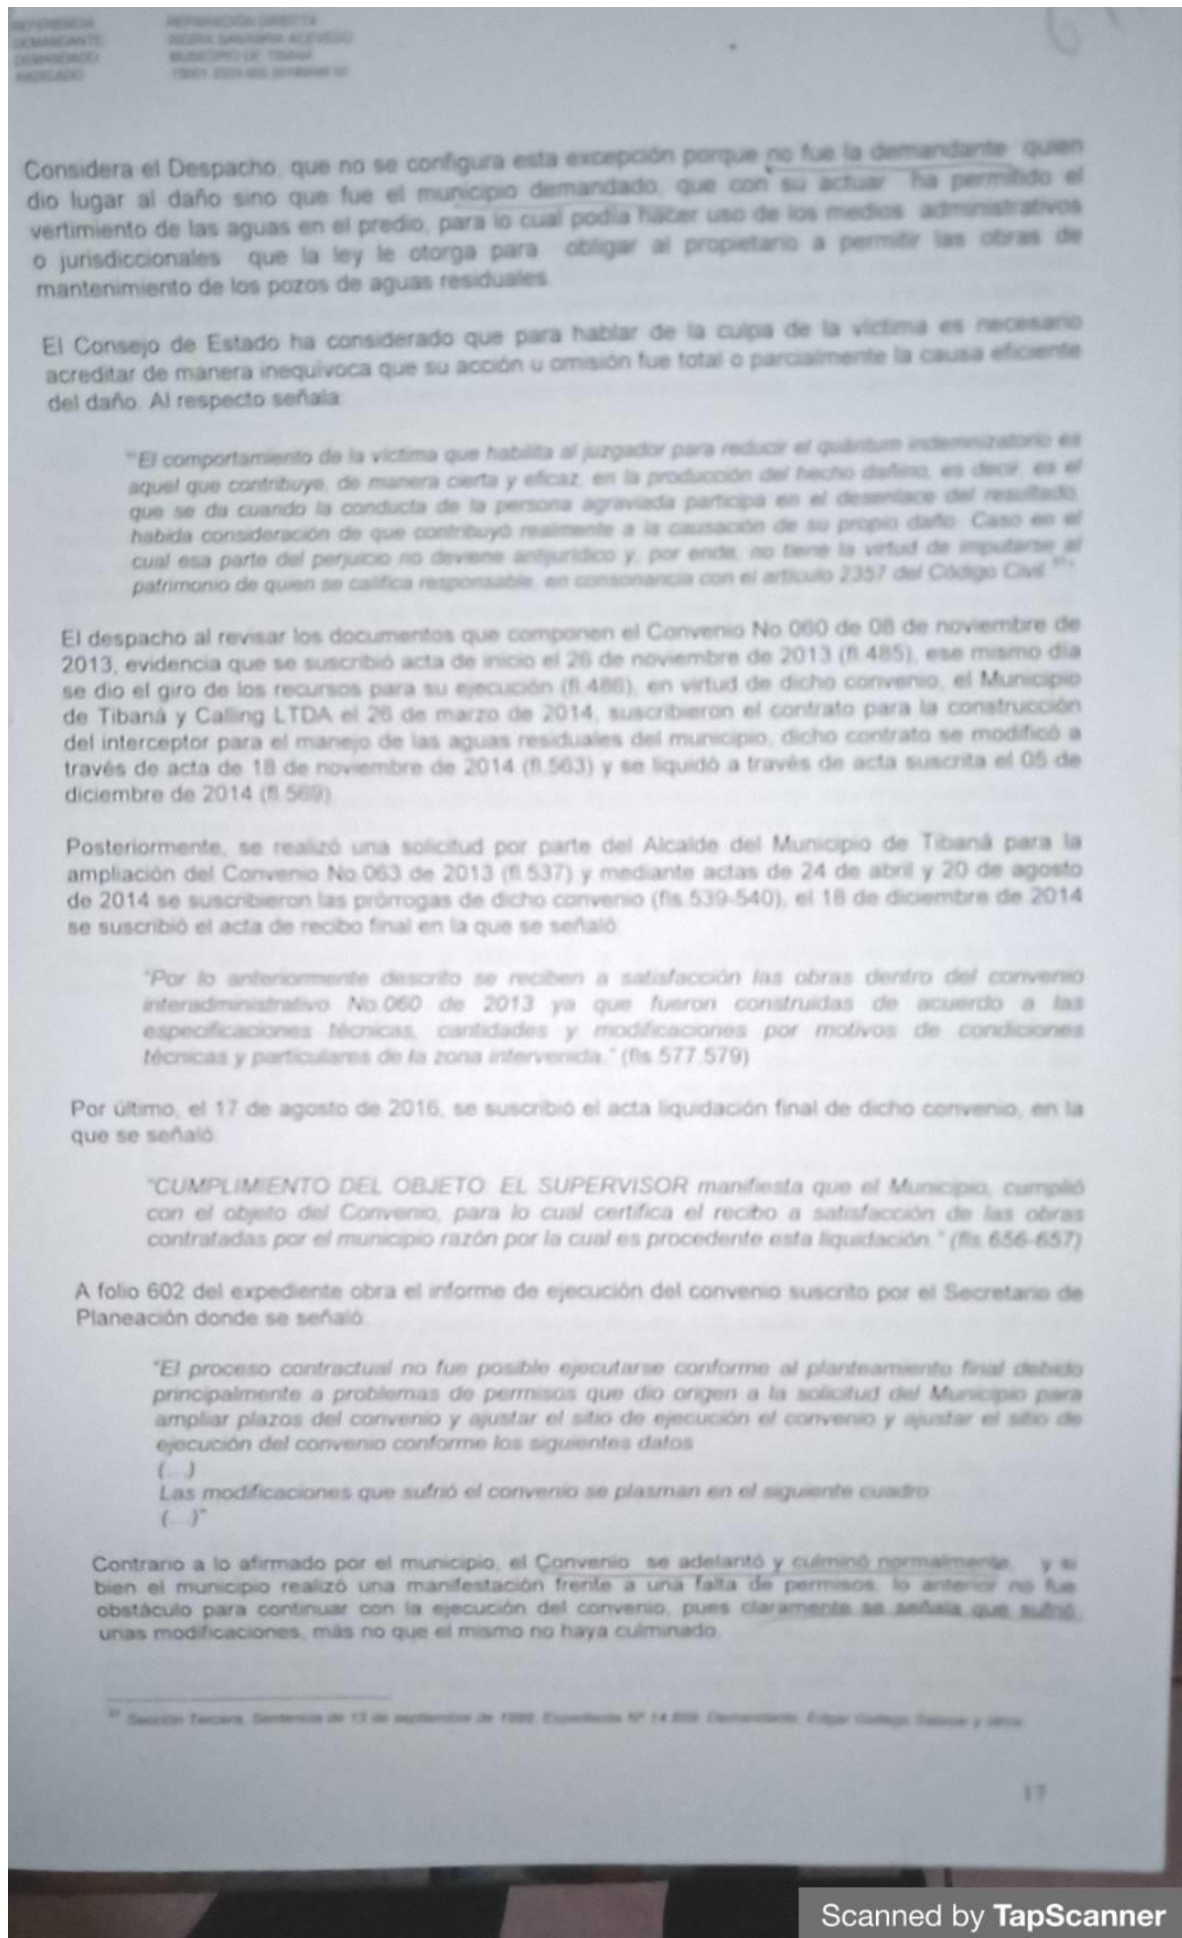 REFERENCIA REPARACIÓN DIRECTA
DEMANDANTE SANABRIA ACEVEDO
DEMANDADO MUNICIPIO DE TIBANÁ
RADICADO
Considera el Despacho, que no se configura esta excepción porque no fue la demandante quien
dio lugar al daño sino que fue el municipio demandado, que con su actuar ha permitido el
vertimiento de las aguas en el predio, para lo cual podía hacer uso de los medios administrativos
o jurisdiccionales que la ley le otorga para obligar al propietario a permitir las obras de
mantenimiento de los pozos de aguas residuales.
El Consejo de Estado ha considerado que para hablar de la culpa de la víctima es necesario
acreditar de manera inequívoca que su acción u omisión fue total o parcialmente la causa eficiente
del daño. Al respecto señala:
"El comportamiento de la víctima que habilita al juzgador para reducir el quántum indemnizatorio es
aquel que contribuye, de manera cierta y eficaz, en la producción del hecho dañino, es decir, es el
que se da cuando la conducta de la persona agraviada participa en el desenlace del resultado,
habida consideración de que contribuyó realmente a la causación de su propio daño. Caso en el
cual esa parte del perjuicio no deviene antijurídico y, por ende, no tiene la virtud de imputarse al
patrimonio de quien se califica responsable, en consonancia con el artículo 2357 del Código Civil."
El despacho al revisar los documentos que componen el Convenio No.060 de 08 de noviembre de
2013, evidencia que se suscribió acta de inicio el 26 de noviembre de 2013 (fl.485), ese mismo día
se dio el giro de los recursos para su ejecución (fl.486), en virtud de dicho convenio, el Municipio
de Tibaná y Calling LTDA el 26 de marzo de 2014, suscribieron el contrato para la construcción
del interceptor para el manejo de las aguas residuales del municipio, dicho contrato se modificó a
través de acta de 18 de noviembre de 2014 (fl.563) y se liquidó a través de acta suscrita el 05 de
diciembre de 2014 (fl.569).
Posteriormente, se realizó una solicitud por parte del Alcalde del Municipio de Tibaná para la
ampliación del Convenio No.063 de 2013 (fl.537) y mediante actas de 24 de abril y 20 de agosto
de 2014 se suscribieron las prórrogas de dicho convenio (fls.539-540), el 18 de diciembre de 2014
se suscribió el acta de recibo final en la que se señaló:
"Por lo anteriormente descrito se reciben a satisfacción las obras dentro del convenio
interadministrativo No.060 de 2013 ya que fueron construidas de acuerdo a las
especificaciones técnicas, cantidades y modificaciones por motivos de condiciones
técnicas y particulares de la zona intervenida." (fls.577.579)
Por último, el 17 de agosto de 2016, se suscribió el acta liquidación final de dicho convenio, en la
que se señaló:
"CUMPLIMIENTO DEL OBJETO: EL SUPERVISOR manifiesta que el Municipio, cumplió
con el objeto del Convenio, para lo cual certifica el recibo a satisfacción de las obras
contratadas por el municipio razón por la cual es procedente esta liquidación." (fls.656-657)
A folio 602 del expediente obra el informe de ejecución del convenio suscrito por el Secretario de
Planeación donde se señaló:
"El proceso contractual no fue posible ejecutarse conforme al planteamiento final debido
principalmente a problemas de permisos que dio origen a la solicitud del Municipio para
ampliar plazos del convenio y ajustar el sitio de ejecución el convenio y ajustar el sitio de
ejecución del convenio conforme los siguientes datos
(...)
Las modificaciones que sufrió el convenio se plasman en el siguiente cuadro
(...)"
Contrario a lo afirmado por el municipio, el Convenio se adelantó y culminó normalmente, y si
bien el municipio realizó una manifestación frente a una falta de permisos, lo anterior no fue
obstáculo para continuar con la ejecución del convenio, pues claramente se señala que sufrió
unas modificaciones, más no que el mismo no haya culminado.
Sección Tercera, Sentencia de 13 de septiembre de 1999, Expediente Nº 14.859 Demandante: Edgar Gallego Salazar y otros
17
Scanned by TapScanner